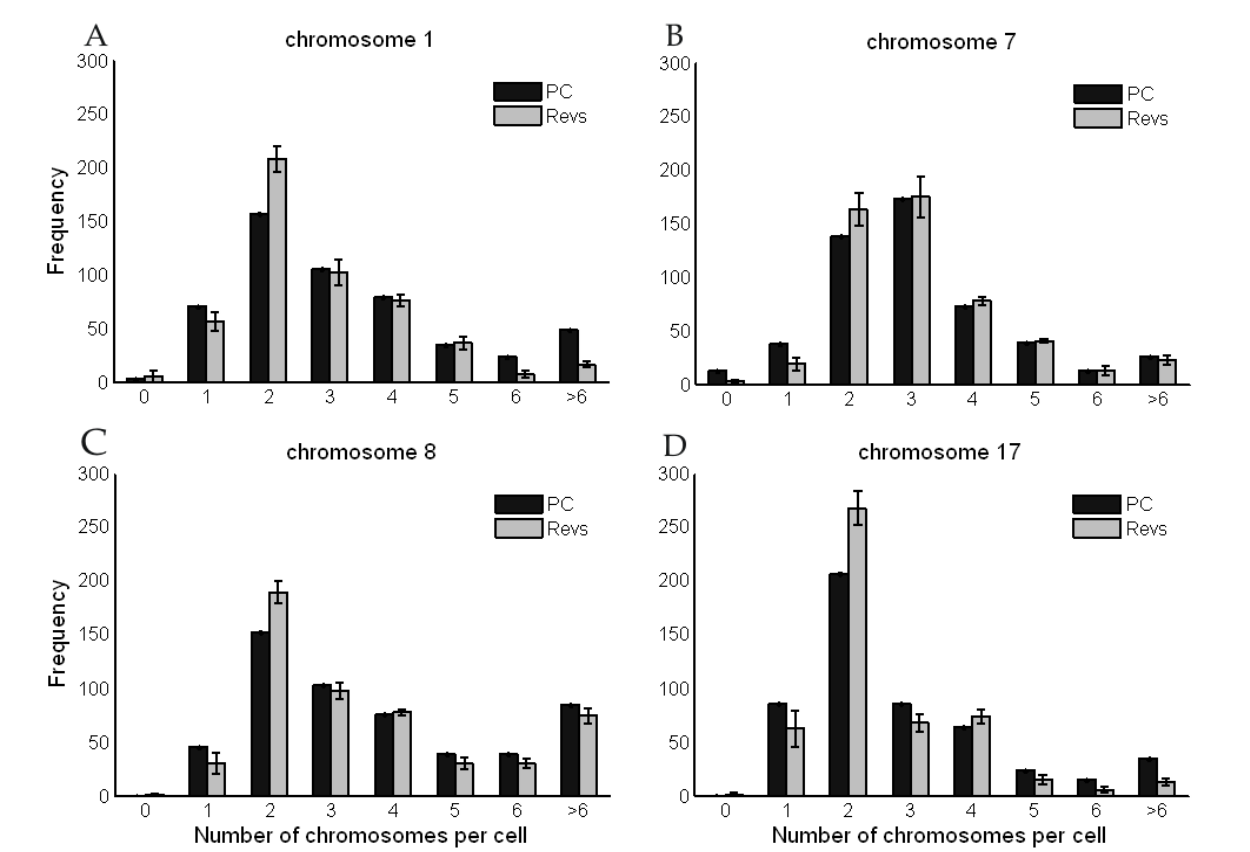 A
chromosome 1
300
250
200
150
100
50
0
Frequency
PC
Revs
0 1 2 3 4 5 6 >6
B
chromosome 7
300
250
200
150
100
50
0
PC
Revs
0 1 2 3 4 5 6 >6
C
chromosome 8
300
250
200
150
100
50
0
Frequency
PC
Revs
0 1 2 3 4 5 6 >6
Number of chromosomes per cell
D
chromosome 17
300
250
200
150
100
50
0
PC
Revs
0 1 2 3 4 5 6 >6
Number of chromosomes per cell